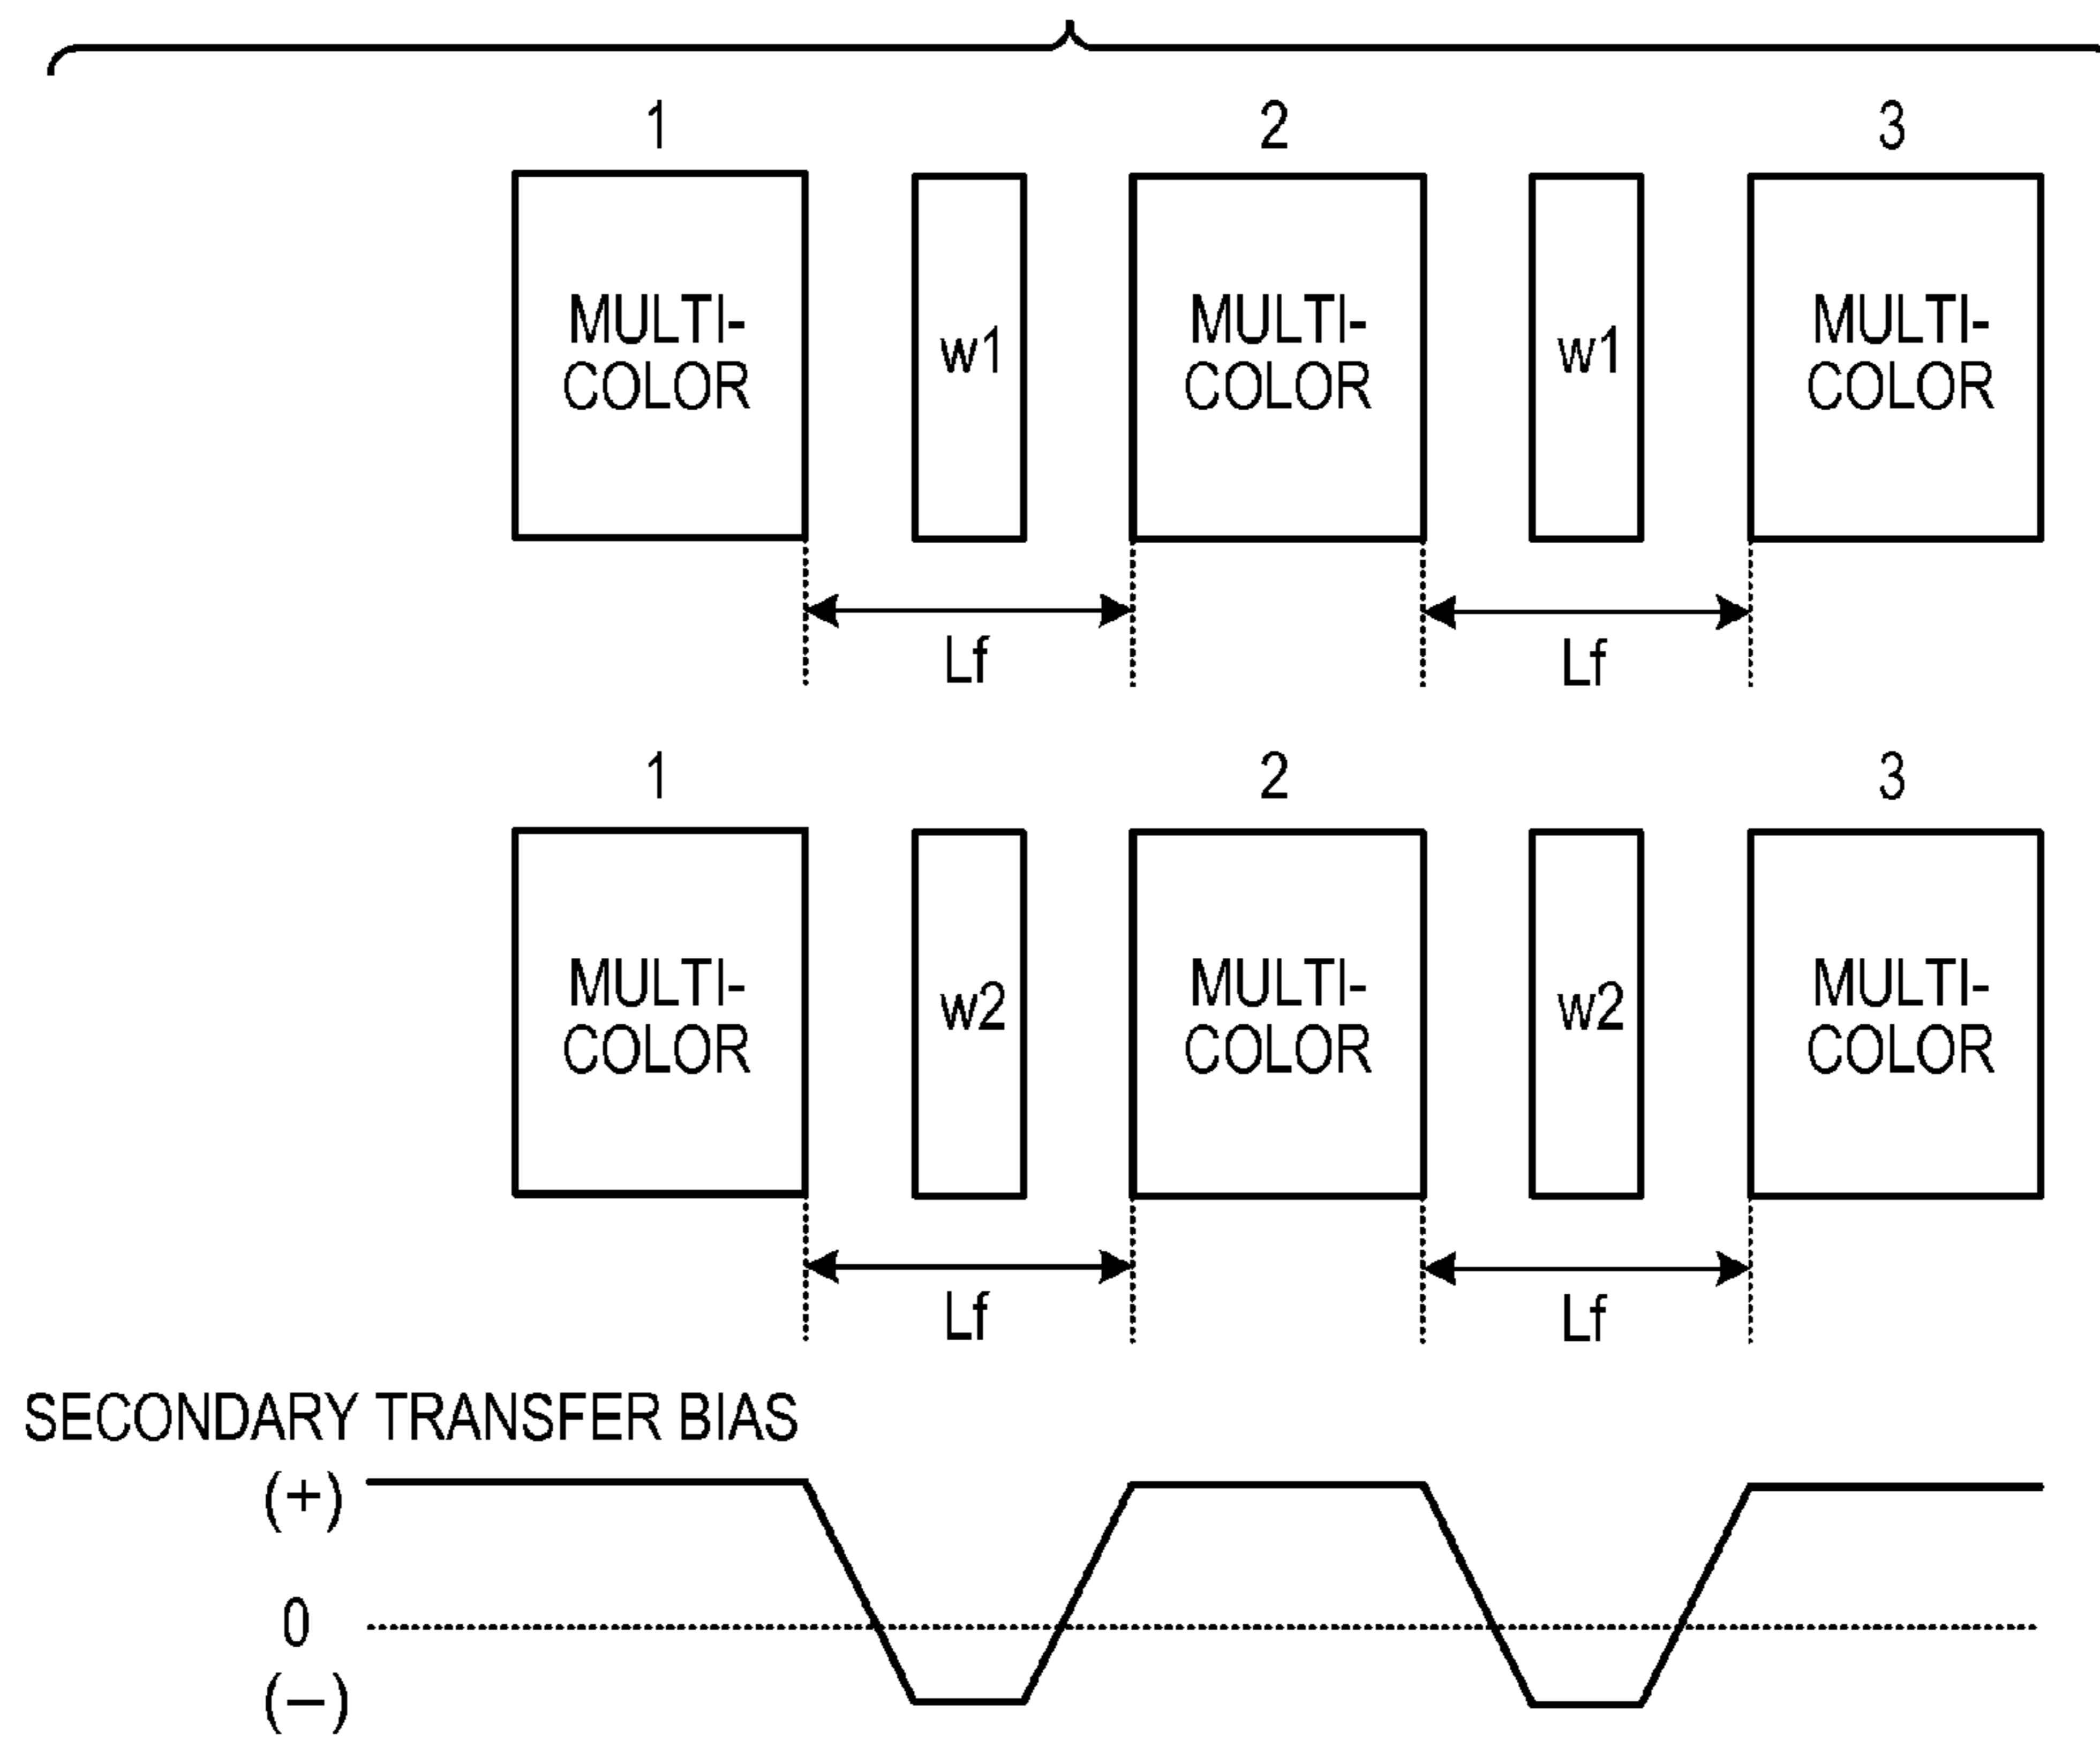 1 2 3
MULTI-
COLOR
w1
MULTI-
COLOR
w1
MULTI-
COLOR
Lf Lf
1 2 3
MULTI-
COLOR
w2
MULTI-
COLOR
w2
MULTI-
COLOR
Lf Lf
SECONDARY TRANSFER BIAS
(+)
0
(−)